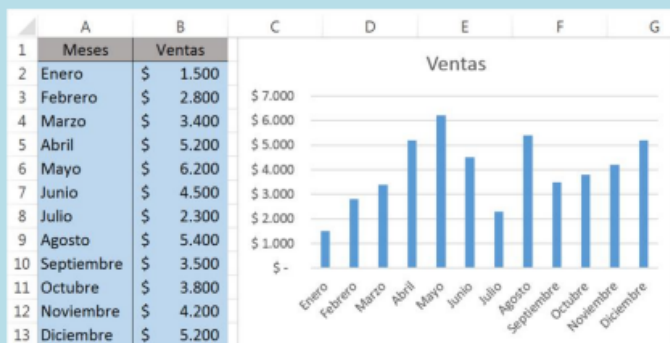 A B C D E F G
1 Meses Ventas
2 Enero $ 1.500
3 Febrero $ 2.800
4 Marzo $ 3.400
5 Abril $ 5.200
6 Mayo $ 6.200
7 Junio $ 4.500
8 Julio $ 2.300
9 Agosto $ 5.400
10 Septiembre $ 3.500
11 Octubre $ 3.800
12 Noviembre $ 4.200
13 Diciembre $ 5.200
Ventas
$ 7.000
$ 6.000
$ 5.000
$ 4.000
$ 3.000
$ 2.000
$ 1.000
$ -
Enero Febrero Marzo Abril Mayo Junio Julio Agosto Septiembre Octubre Noviembre Diciembre